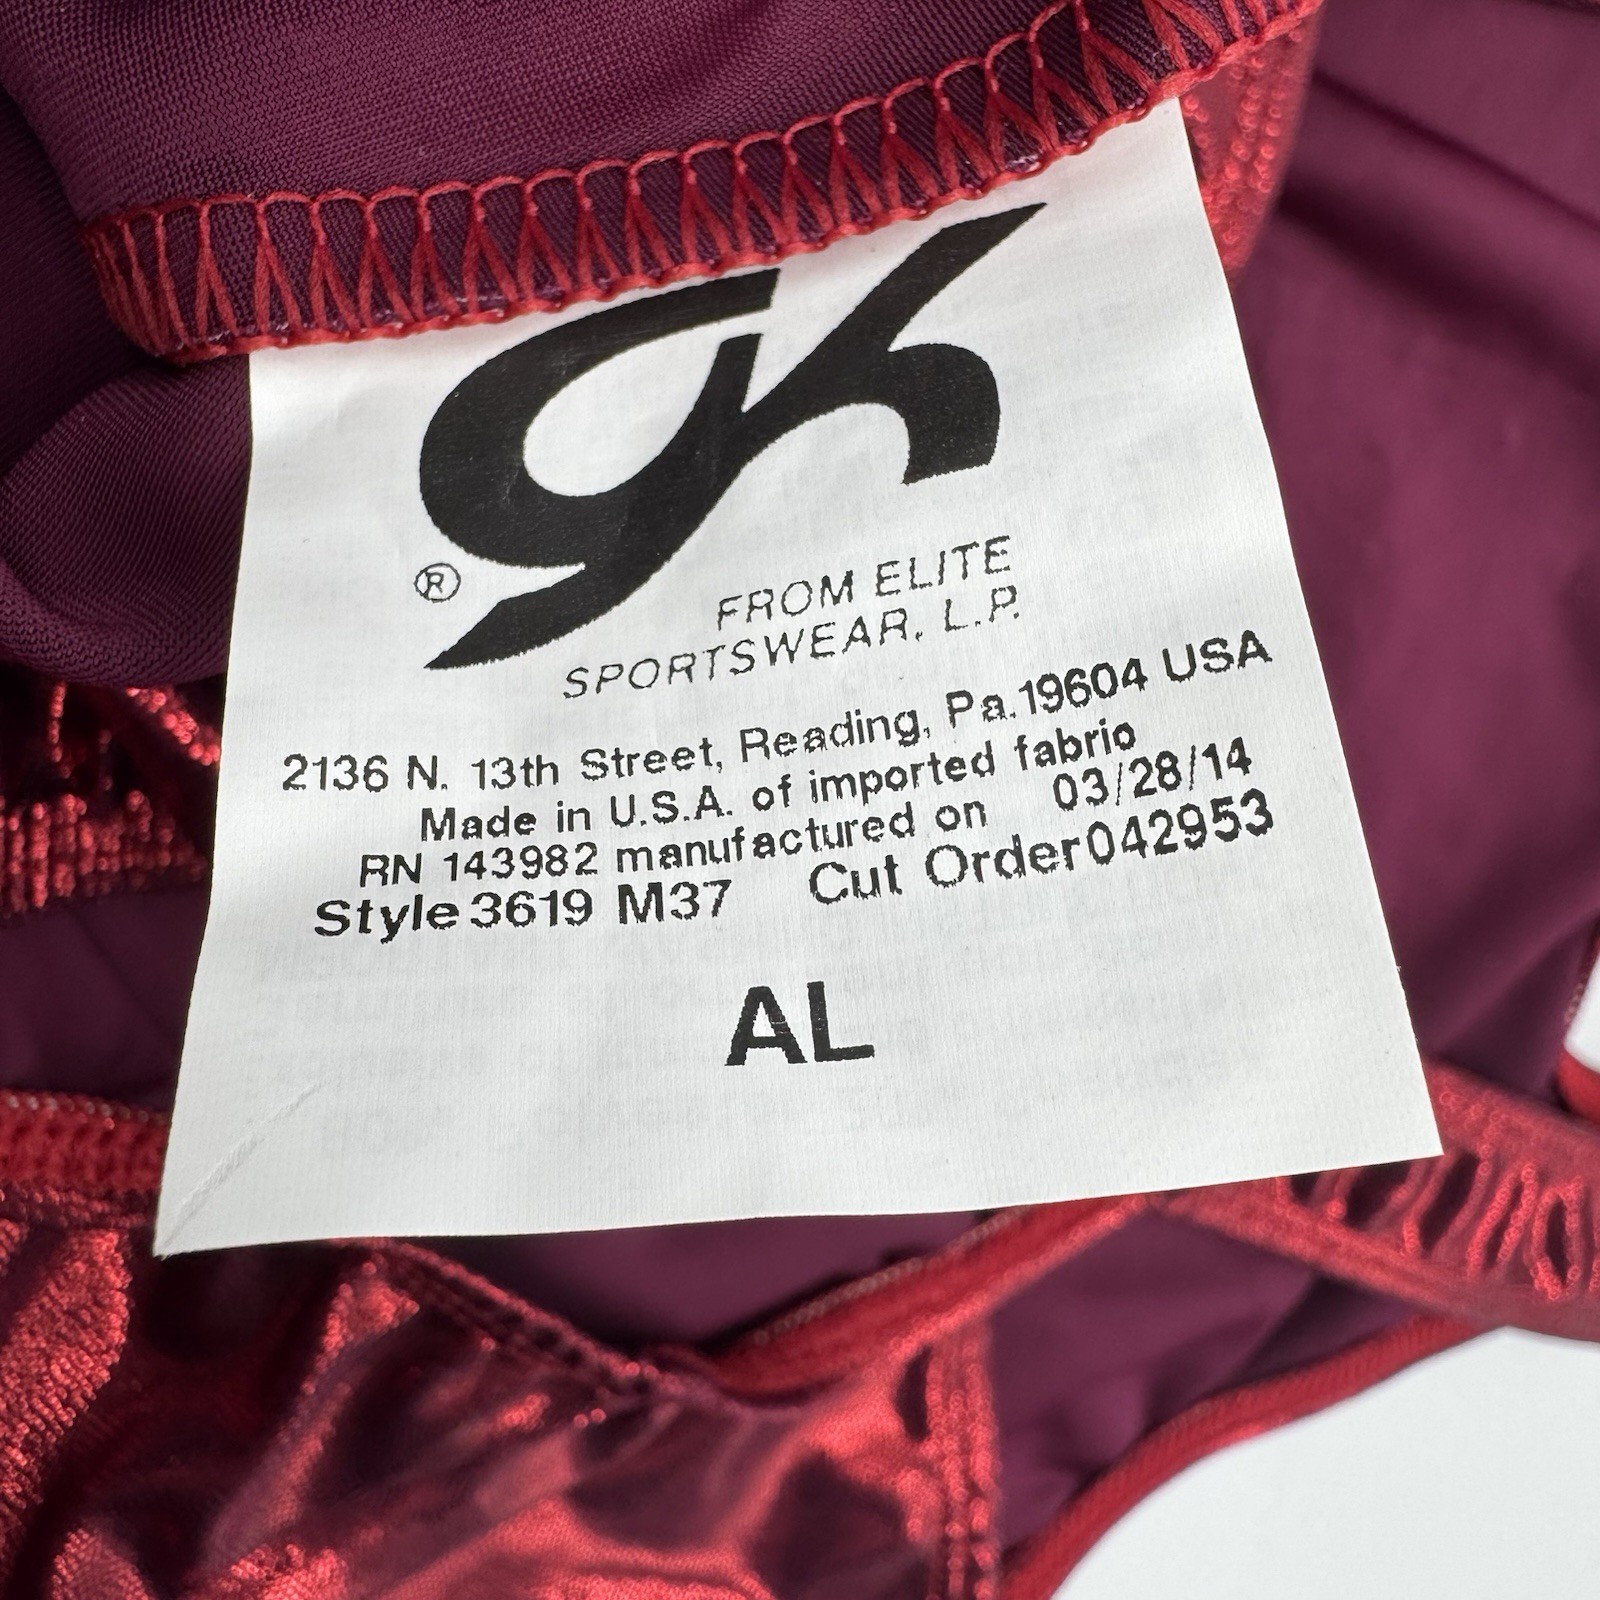 GK
®
FROM ELITE
SPORTSWEAR, L.P.
2136 N. 13th Street, Reading, Pa.19604 USA
Made in U.S.A. of imported fabric
RN 143982 manufactured on 03/28/14
Style 3619 M37 Cut Order 042953
AL